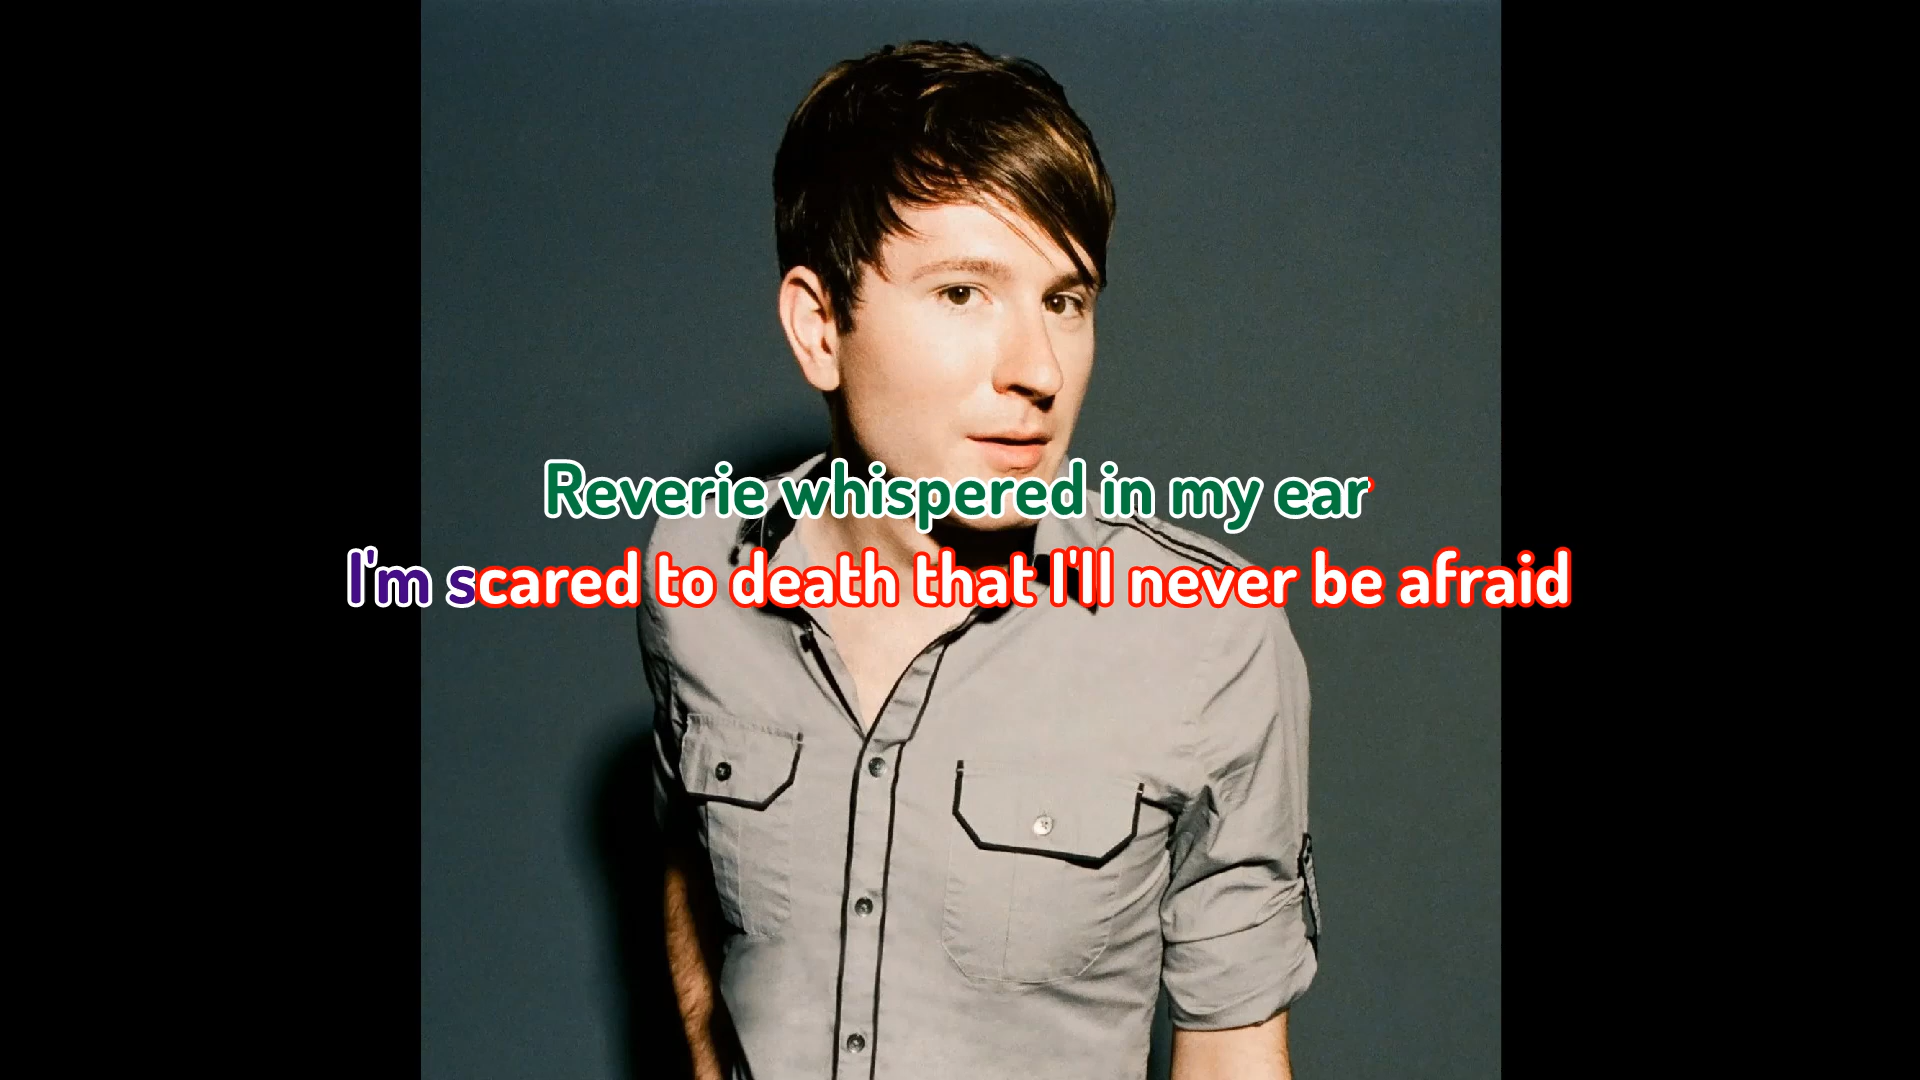 Reverie whispered in my ear
I'm scared to death that I'll never be afraid